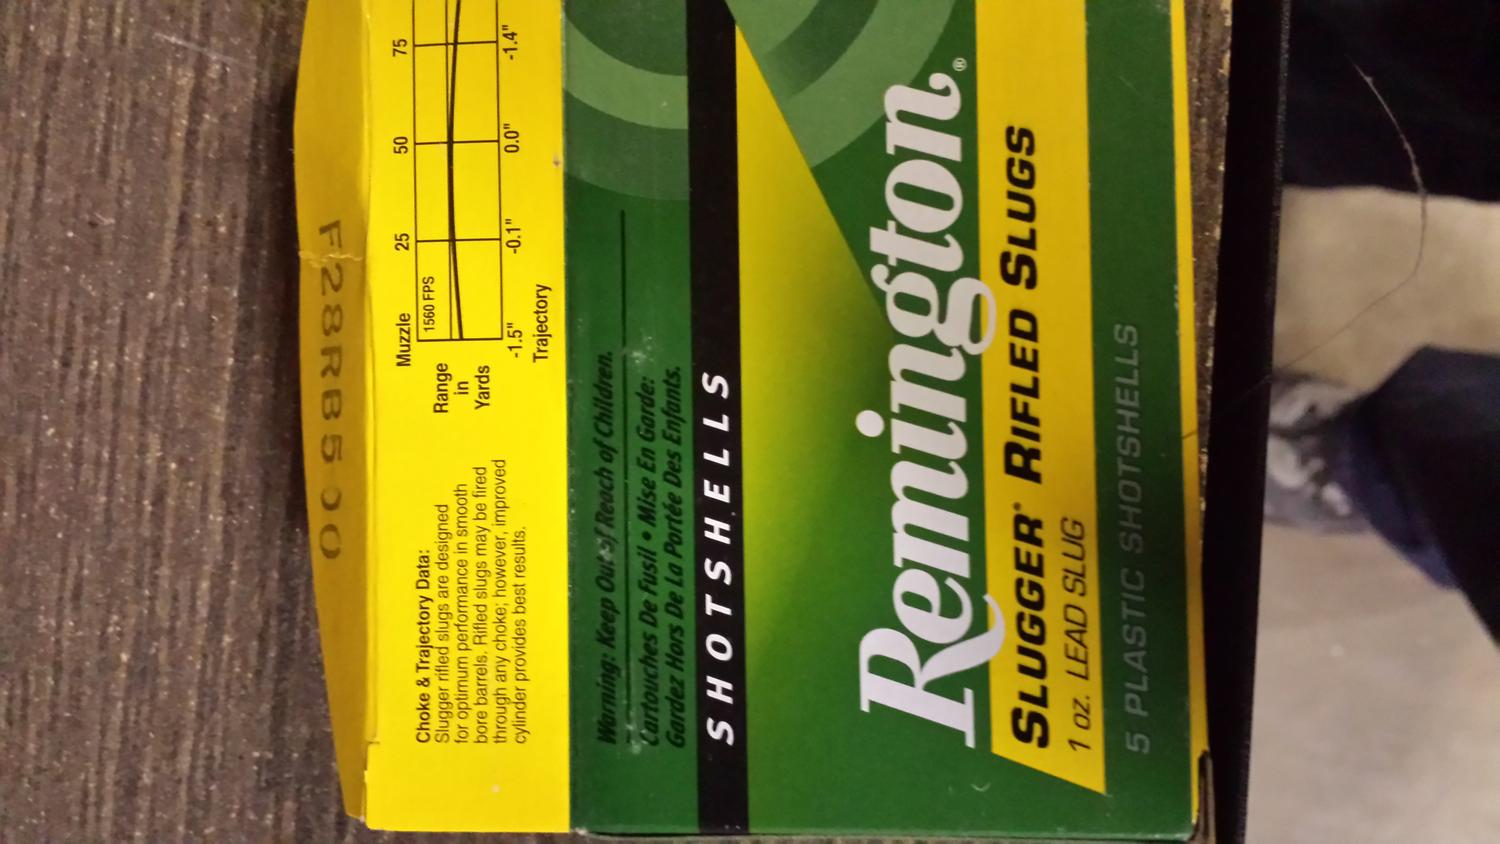 F28RB5 00
Choke & Trajectory Data:
Slugger rifled slugs are designed
for optimum performance in smooth
bore barrels. Rifled slugs may be fired
through any choke; however, improved
cylinder provides best results.
Muzzle 25 50 75
1560 FPS
Range
in
Yards
-1.5" -0.1" 0.0" -1.4"
Trajectory
Warning: Keep Out of Reach of Children.
Cartouches De Fusil • Mise En Garde:
Gardez Hors De La Portée Des Enfants.
SHOTSHELLS
Remington®
SLUGGER® RIFLED SLUGS
1 oz. LEAD SLUG
5 PLASTIC SHOTSHELLS